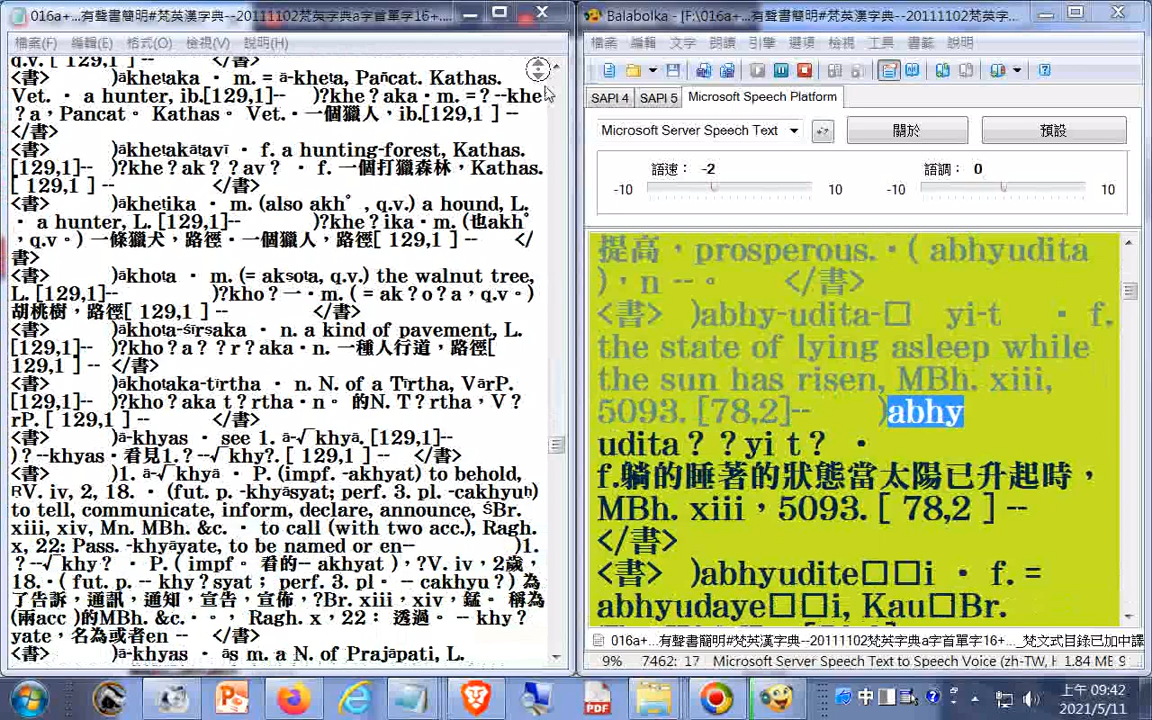 016a+...有聲書簡明#梵英漢字典--20111102梵英字典a字首單字16+...
檔案(F) 編輯(E) 格式(O) 檢視(V) 說明(H)
q.v. [ 129,1 ]-- </書>
<書> )ākheṭaka · m. = ā-kheṭa, Pañcat. Kathas.
Vet. · a hunter, ib.[129,1]-- )?khe？aka·m. =？--khe
？a，Pancat。 Kathas。 Vet.·一個獵人，ib.[129,1 ] --
</書>
<書> )ākheṭakāṭavī · f. a hunting-forest, Kathas.
[129,1]-- )?khe？ak？？av？ · f. 一個打獵森林，Kathas.
[ 129,1 ] -- </書>
<書> )ākheṭika · m. (also akh°, q.v.) a hound, L.
· a hunter, L. [129,1]-- )?khe？ika·m. (也akh°
，q.v。) 一條獵犬，路徑·一個獵人，路徑[ 129,1 ] -- </
書>
<書> )ākhoṭa · m. (= akṣoṭa, q.v.) the walnut tree,
L. [129,1]-- )?kho？一·m. ( = ak？o？a，q.v。)
胡桃樹，路徑[ 129,1 ] -- </書>
<書> )ākhoṭa-sīrsaka · n. a kind of pavement, L.
[129,1]-- )?kho？a？？r？aka·n. 一種人行道，路徑[
129,1 ] -- </書>
<書> )ākhoṭaka-tīrtha · n. N. of a Tīrtha, VārP.
[129,1]-- )?kho？aka t？rtha·n。 的N. T？rtha，V？
rP. [ 129,1 ] -- </書>
<書> )ā-khyas · see 1. ā-√khyā. [129,1]--
)？--khyas·看見1.？--√khy？. [ 129,1 ] -- </書>
<書> )1. ā-√khyā · P. (impf. -akhyat) to behold,
RV. iv, 2, 18. · (fut. p. -khyāsyat; perf. 3. pl. -cakhyuḥ)
to tell, communicate, inform, declare, announce, ŚBr.
xiii, xiv, Mn. MBh. &c. · to call (with two acc.), Ragh.
x, 22: Pass. -khyāyate, to be named or en-- )1.
？--√khy？ · P. ( impf。 看的-- akhyat )，?V. iv，2歲，
18.·( fut. p. -- khy？syat； perf. 3. pl。 -- cakhyu？) 為
了告訴，通訊，通知，宣告，宣佈，?Br. xiii，xiv，錳。 稱為
(兩acc )的MBh. &c.·。，Ragh. x，22： 透過。 -- khy？
yate，名為或者en -- </書>
<書> )ā-khyas · ās m. a N. of Prajāpati, L.
Balabolka - [F:\016a+...有聲書簡明#梵英漢字典--20111102梵英字...
檔案 編輯 文字 朗讀 引擎 選項 檢視 工具 書籤 說明
SAPI 4 SAPI 5 Microsoft Speech Platform
Microsoft Server Speech Text 關於 預設
語速： -2 語調： 0
-10 10 -10 10
提高，prosperous.·( abhyudita
)，n --。 </書>
<書> )abhy-udita-□ yi-t · f.
the state of lying asleep while
the sun has risen, MBh. xiii,
5093. [78,2]-- )abhy
udita？？yi t？ ·
f.躺的睡著的狀態當太陽已升起時，
MBh. xiii，5093. [ 78,2 ] --
</書>
<書> )abhyudite□□i · f. =
abhyudaye□□i, Kau□Br.
016a+...有聲書簡明#梵英漢字典--20111102梵英字典a字首單字16+..._梵文式目錄已加中譯
9% 7462: 17 Microsoft Server Speech Text to Speech Voice (zh-TW, H 1.84 MB 9
中
上午 09:42
2021/5/11